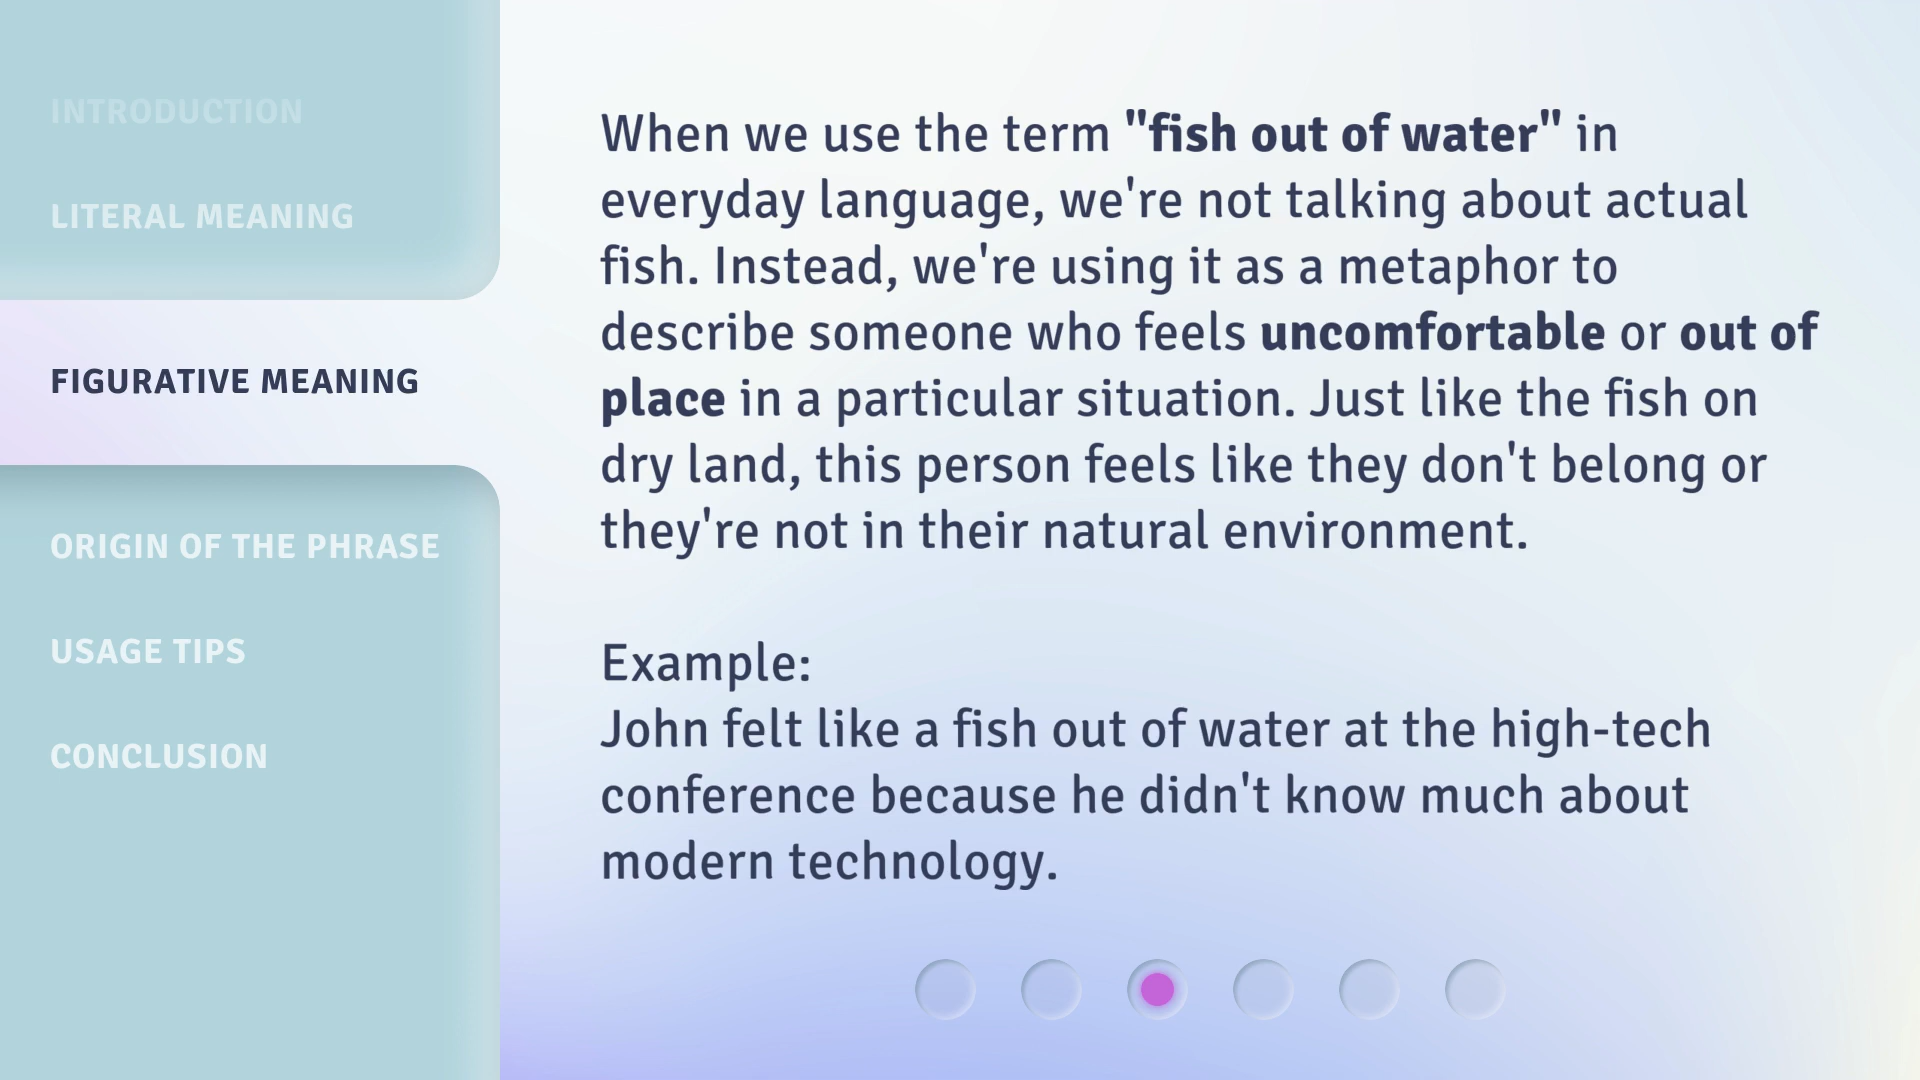 INTRODUCTION
LITERAL MEANING
FIGURATIVE MEANING
ORIGIN OF THE PHRASE
USAGE TIPS
CONCLUSION
When we use the term "fish out of water" in
everyday language, we're not talking about actual
fish. Instead, we're using it as a metaphor to
describe someone who feels uncomfortable or out of
place in a particular situation. Just like the fish on
dry land, this person feels like they don't belong or
they're not in their natural environment.
Example:
John felt like a fish out of water at the high-tech
conference because he didn't know much about
modern technology.